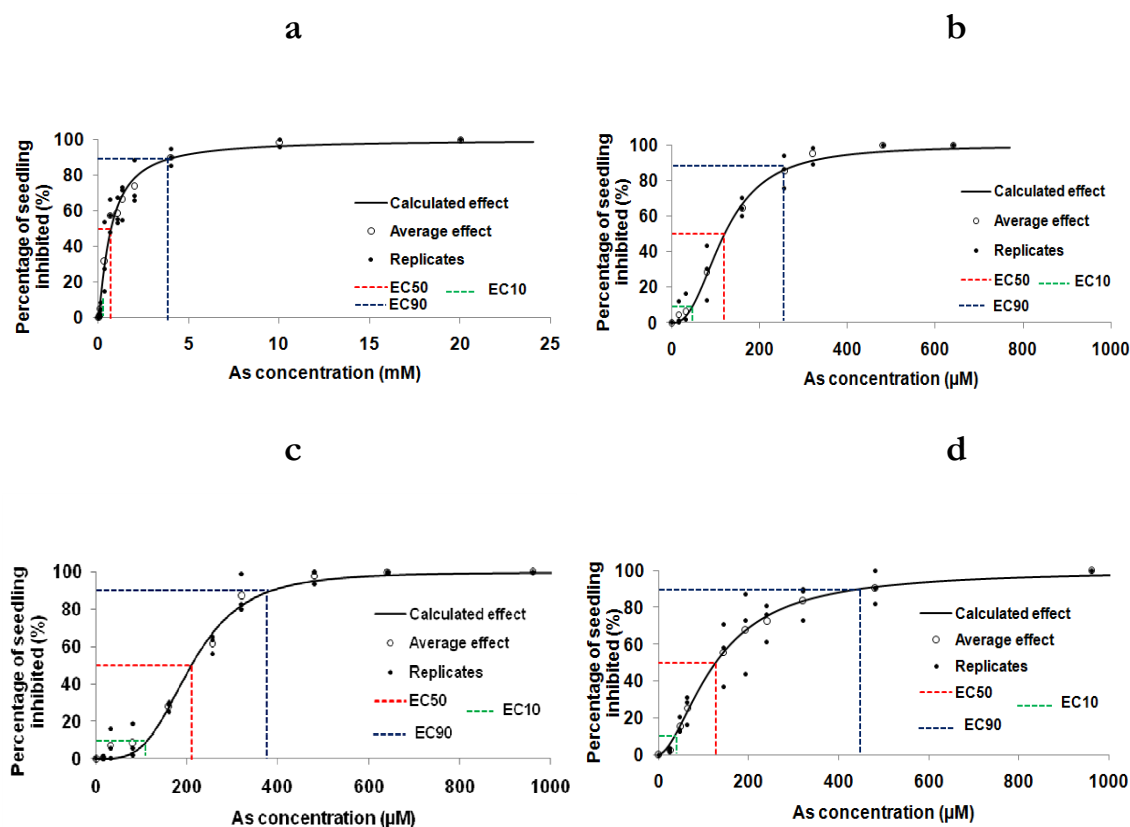 a
Percentage of seedling
inhibited (%)
100
80
60
40
20
0
0 5 10 15 20 25
As concentration (mM)
Calculated effect
Average effect
Replicates
EC50 EC10
EC90
b
Percentage of seedling
inhibited (%)
100
80
60
40
20
0
0 200 400 600 800 1000
As concentration (µM)
Calculated effect
Average effect
Replicates
EC50 EC10
EC90
c
Percentage of seedling
inhibited (%)
100
80
60
40
20
0
0 200 400 600 800 1000
As concentration (µM)
Calculated effect
Average effect
Replicates
EC50 EC10
EC90
d
Percentage of seedling
inhibited (%)
100
80
60
40
20
0
0 200 400 600 800 1000
As concentration (µM)
Calculated effect
Average effect
Replicates
EC50
EC10
EC90